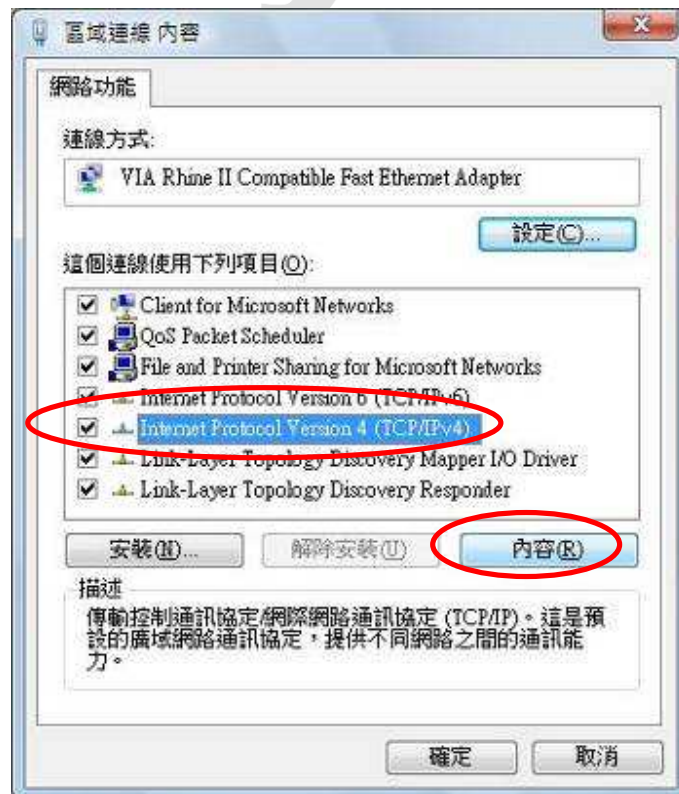 區域連線 內容
網路功能
連線方式:
VIA Rhine II Compatible Fast Ethernet Adapter
設定(C)...
這個連線使用下列項目(O):
Client for Microsoft Networks
QoS Packet Scheduler
File and Printer Sharing for Microsoft Networks
Internet Protocol Version 6 (TCP/IPv6)
Internet Protocol Version 4 (TCP/IPv4)
Link-Layer Topology Discovery Mapper I/O Driver
Link-Layer Topology Discovery Responder
安裝(N)... 解除安裝(U) 內容(R)
描述
傳輸控制通訊協定/網際網路通訊協定 (TCP/IP)。這是預
設的廣域網路通訊協定，提供不同網路之間的通訊能
力。
確定 取消